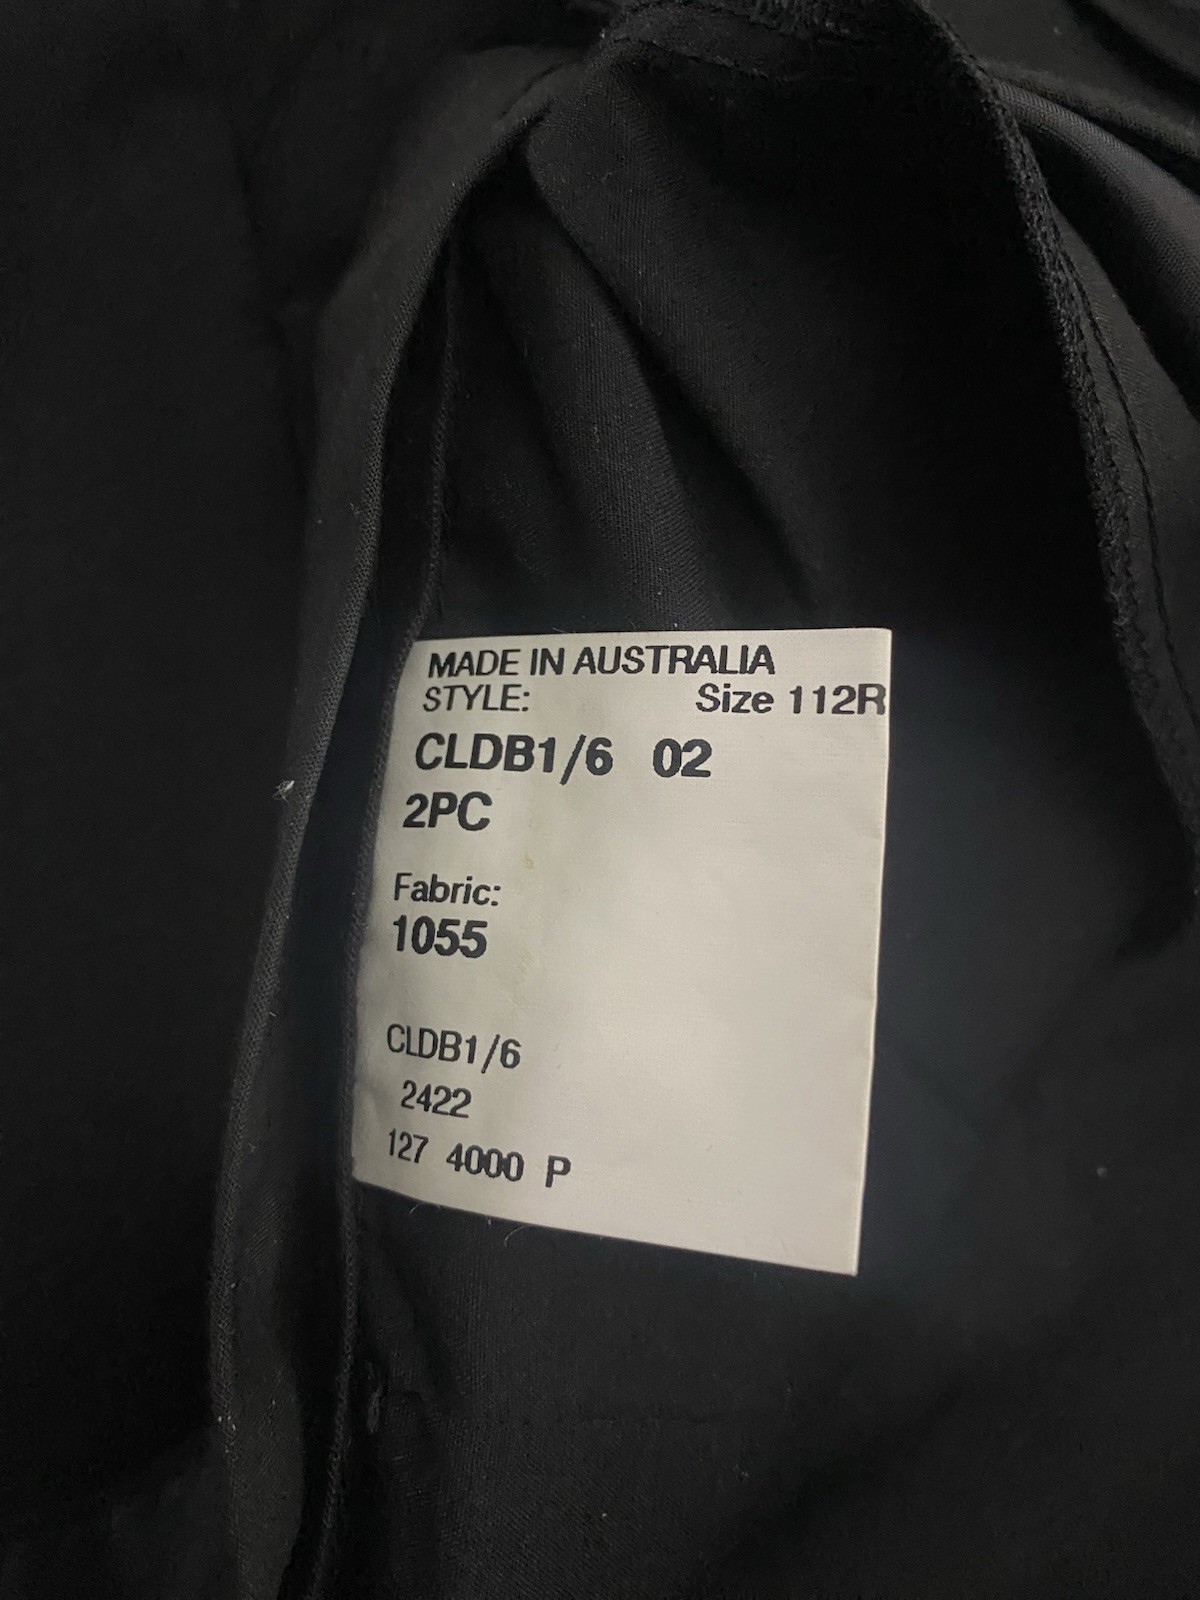 MADE IN AUSTRALIA
STYLE: Size 112R
CLDB1/6 02
2PC
Fabric:
1055
CLDB1/6
2422
127 4000 P